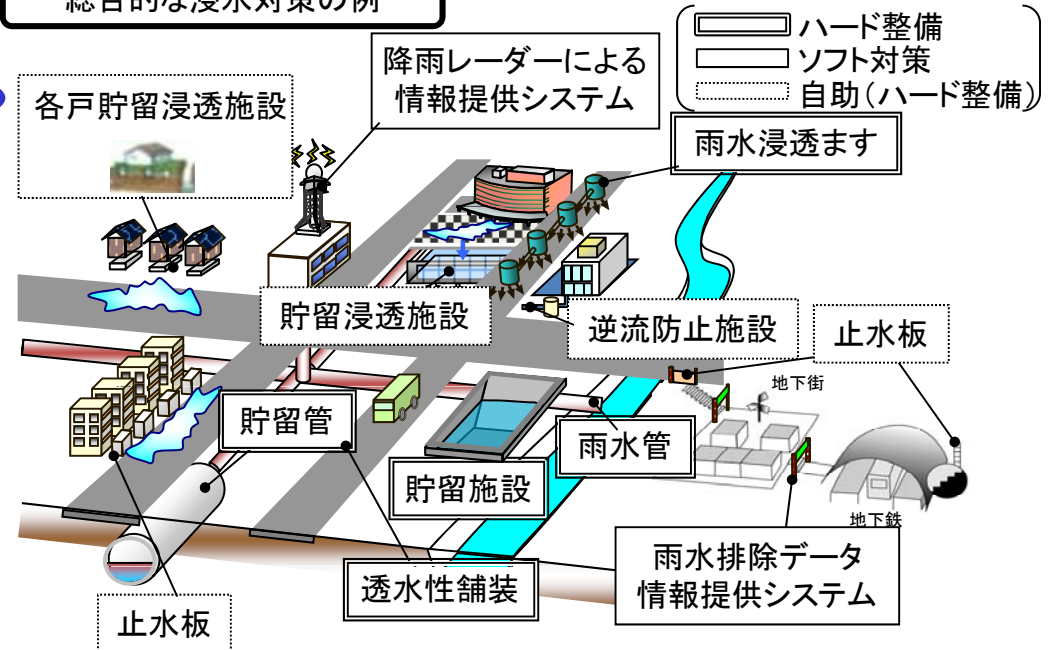 総合的な浸水対策の例
ハード整備
ソフト対策
自助(ハード整備)
降雨レーダーによる
情報提供システム
各戸貯留浸透施設
雨水浸透ます
貯留浸透施設
逆流防止施設
止水板
地下街
貯留管
雨水管
貯留施設
地下鉄
雨水排除データ
情報提供システム
透水性舗装
止水板